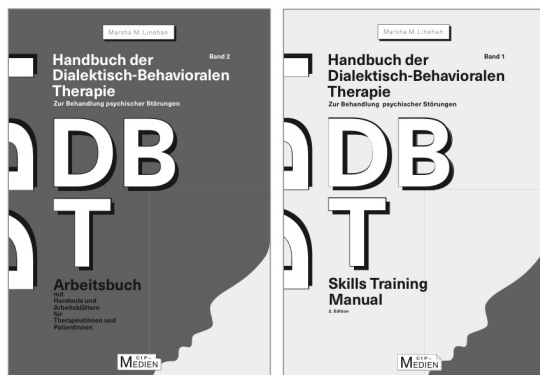 Marsha M. Linehan
Handbuch der
Dialektisch-Behavioralen
Therapie
Band 2
Zur Behandlung psychischer Störungen
DB
T
Arbeitsbuch
mit
Handouts und
Arbeitsblättern
für
TherapeutInnen und
PatientInnen
CIP-
MEDIEN
Marsha M. Linehan
Handbuch der
Dialektisch-Behavioralen
Therapie
Band 1
Zur Behandlung psychischer Störungen
DB
T
Skills Training
Manual
2. Edition
CIP-
MEDIEN